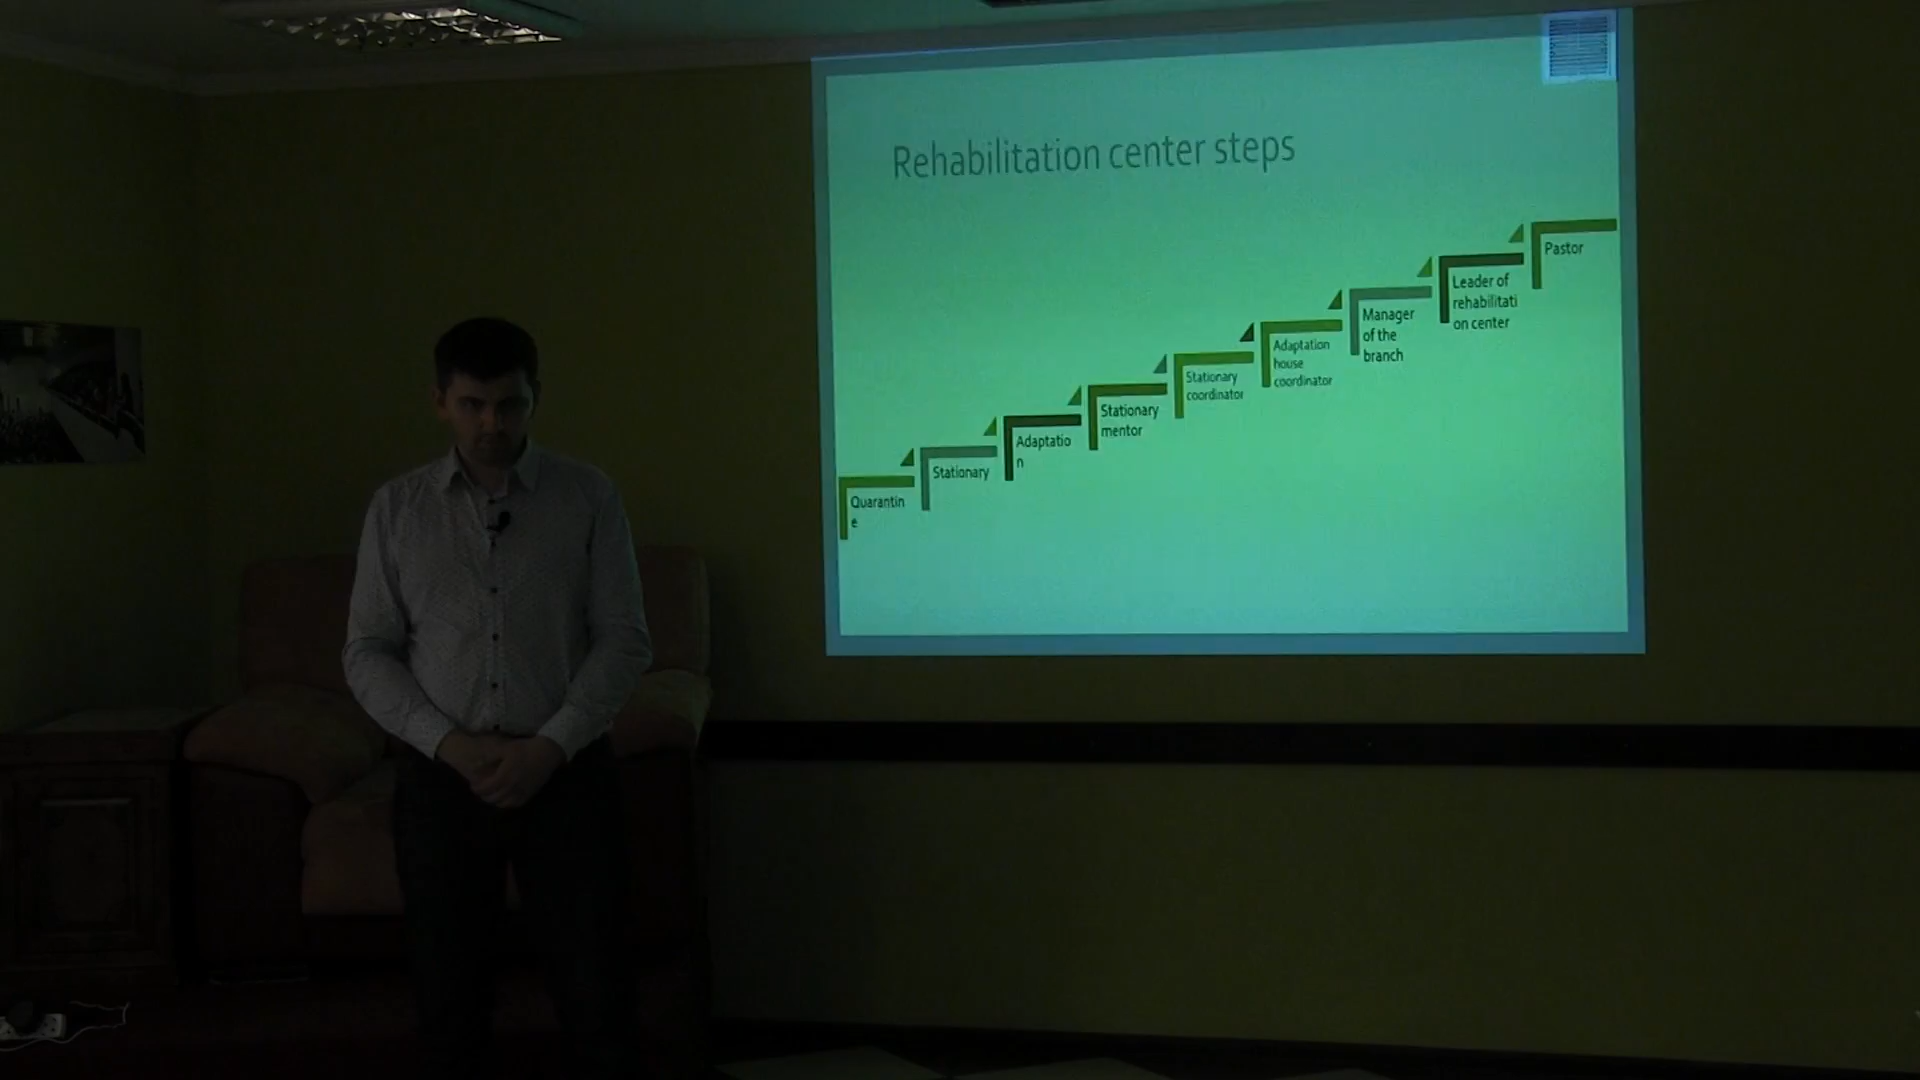 Rehabilitation center steps
Quarantin
e
Stationary
Adaptatio
n
Stationary
mentor
Stationary
coordinator
Adaptation
house
coordinator
Manager
of the
branch
Leader of
rehabilitati
on center
Pastor